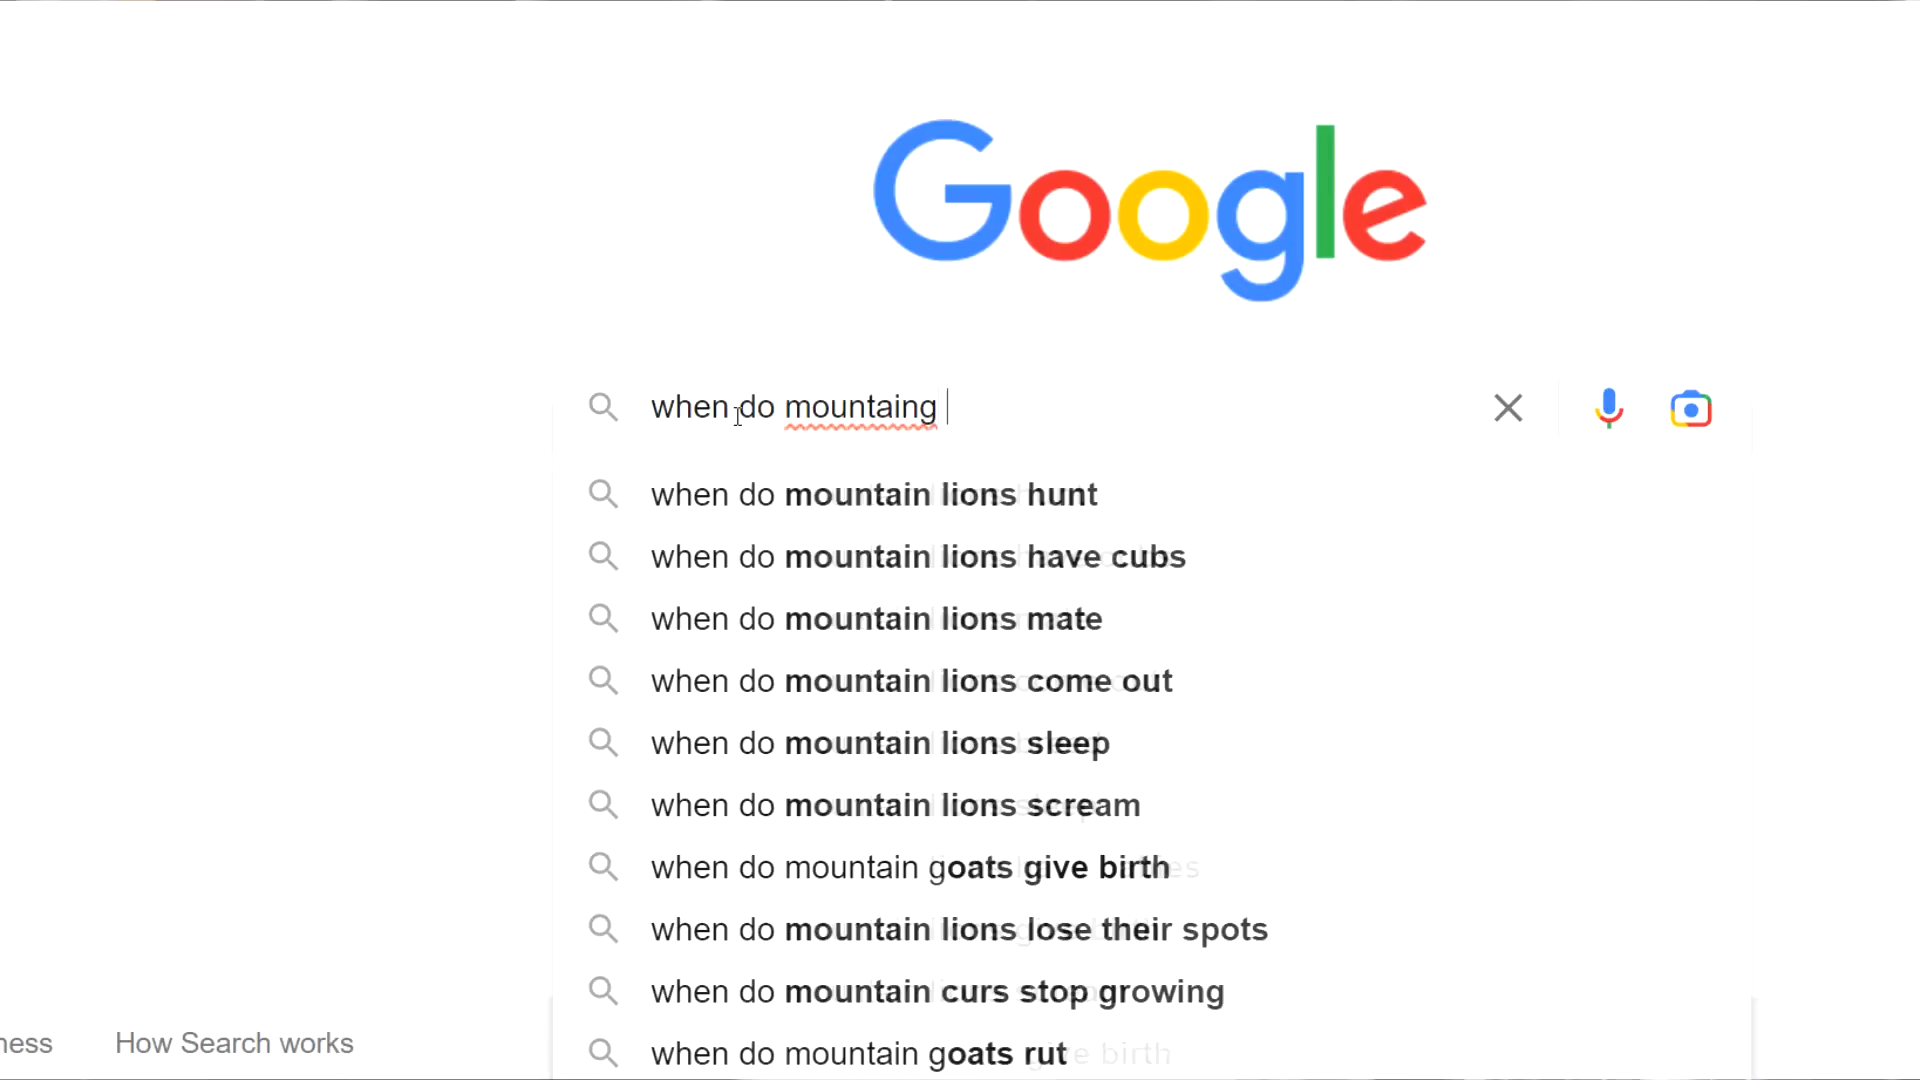 Google
when do mountaing
when do mountain lions hunt
when do mountain lions have cubs
when do mountain lions mate
when do mountain lions come out
when do mountain lions sleep
when do mountain lions scream
when do mountain goats give birth
when do mountain lions lose their spots
when do mountain curs stop growing
when do mountain goats rut
ness How Search works